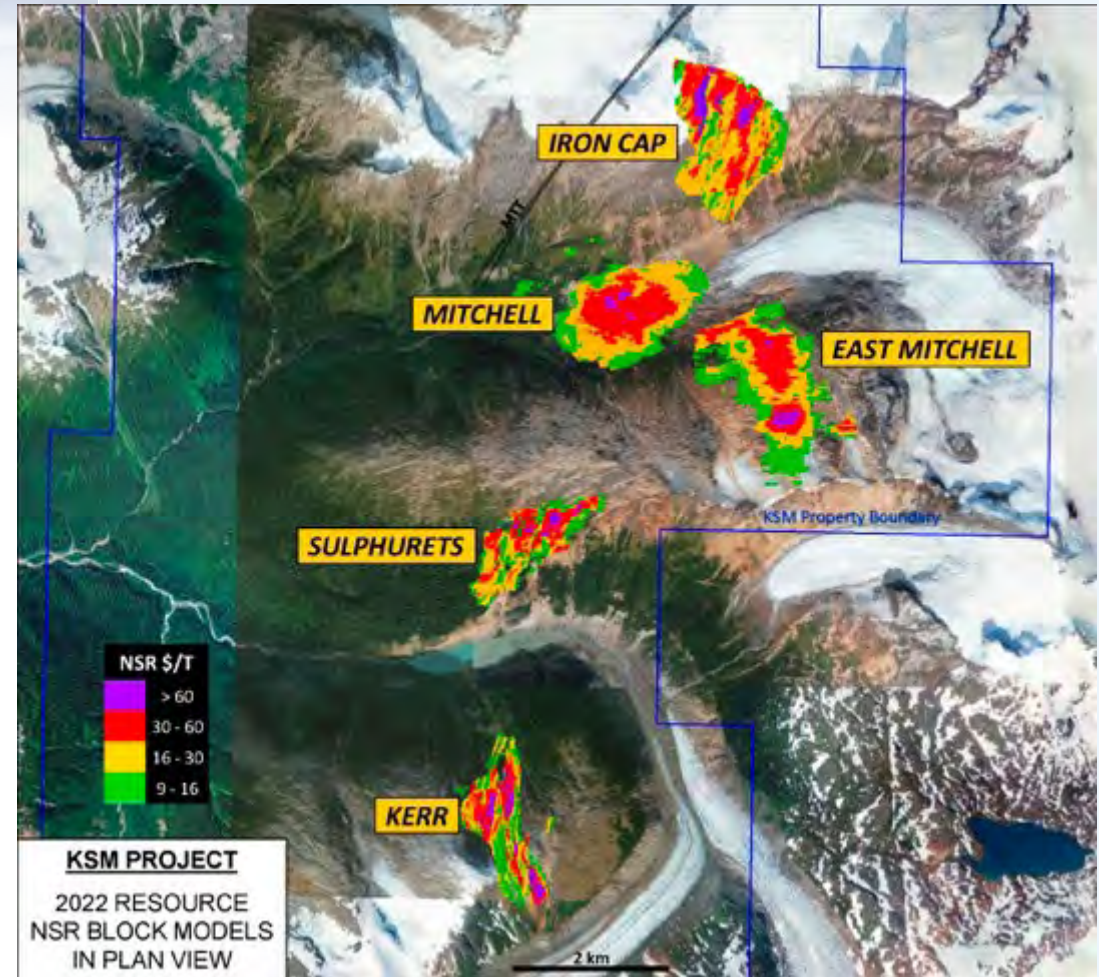 IRON CAP
MTT
MITCHELL
EAST MITCHELL
KSM Property Boundary
SULPHURETS
NSR $/T
> 60
30 - 60
16 - 30
9 - 16
KERR
KSM PROJECT
2022 RESOURCE
NSR BLOCK MODELS
IN PLAN VIEW
2 km